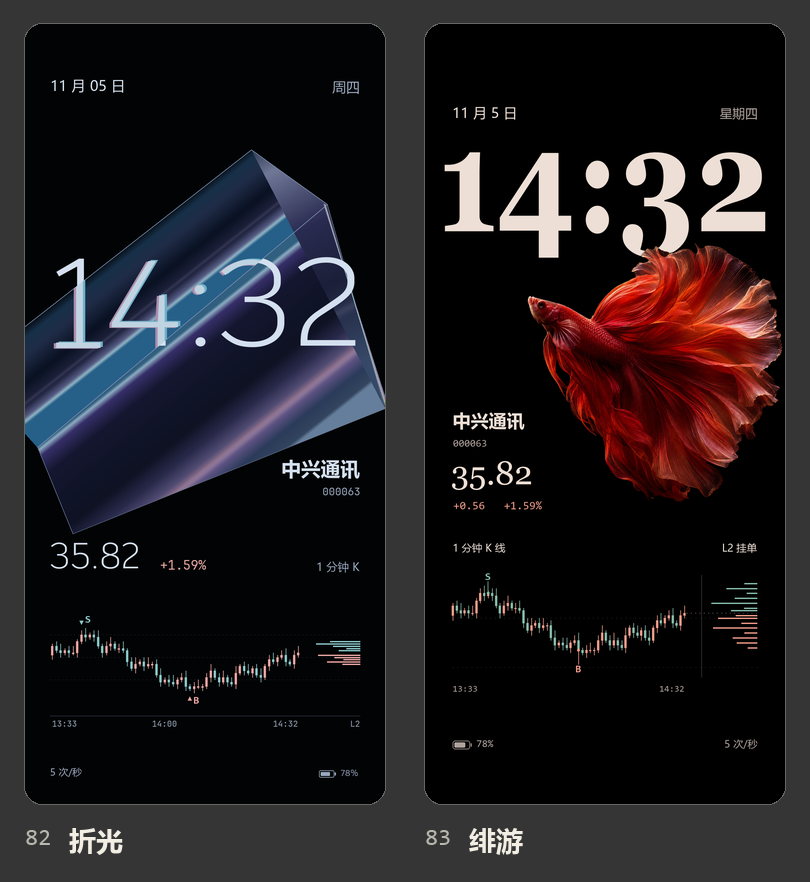 11 月 05 日 周四
14:32
中兴通讯
000063
35.82 +1.59% 1 分钟 K
S
B
13:33 14:00 14:32 L2
5 次/秒 78%
82 折光
11 月 5 日 星期四
14:32
中兴通讯
000063
35.82
+0.56 +1.59%
1 分钟 K 线 L2 挂单
S
B
13:33 14:32
78% 5 次/秒
83 绯游